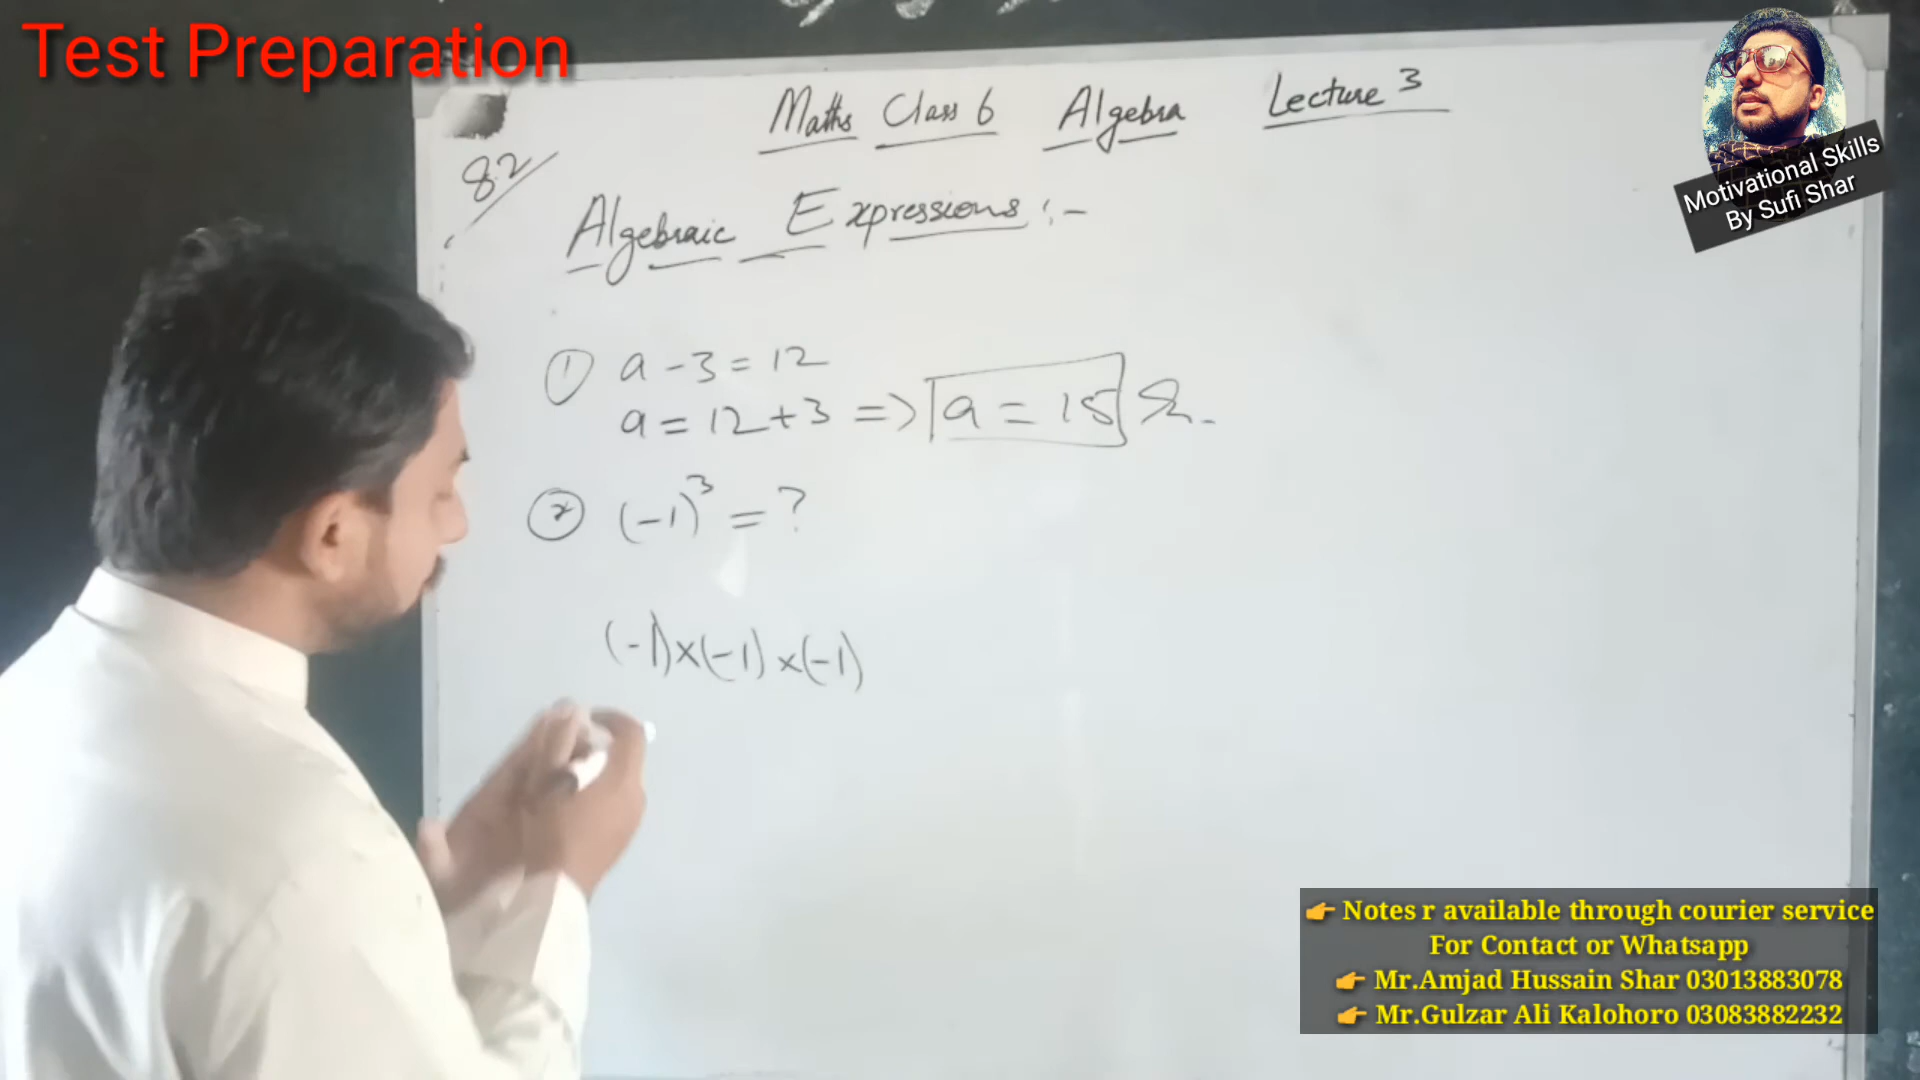 Test Preparation
Maths Class 6 Algebra Lecture 3
82
Algebraic Expressions :-
① a - 3 = 12
a = 12 + 3 => a = 15
② (-1)³ = ?
(-1)×(-1)×(-1)
Motivational Skills
By Sufi Shar
👉 Notes r available through courier service
For Contact or Whatsapp
👉 Mr.Amjad Hussain Shar 03013883078
👉 Mr.Gulzar Ali Kalohoro 03083882232